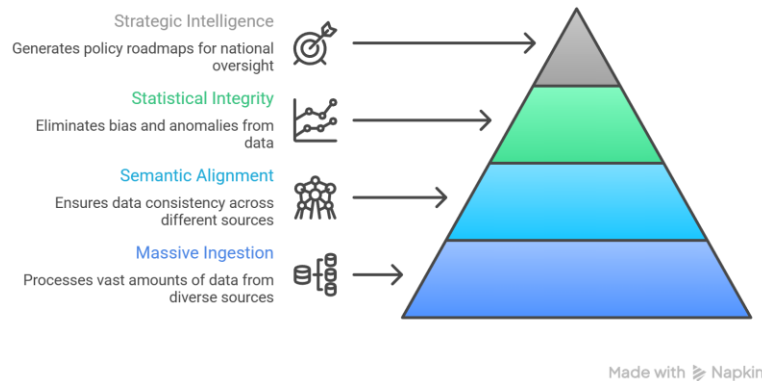 Strategic Intelligence
Generates policy roadmaps for national
oversight
Statistical Integrity
Eliminates bias and anomalies from
data
Semantic Alignment
Ensures data consistency across
different sources
Massive Ingestion
Processes vast amounts of data from
diverse sources
Made with Napkin